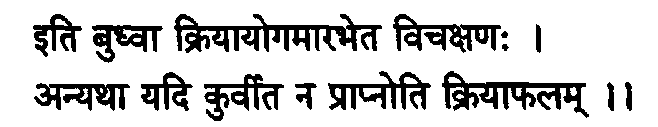 इति बुध्वा क्रियायोगमारभेत विचक्षणः ।
अन्यथा यदि कुर्वीत न प्राप्नोति क्रियाफलम् ।।